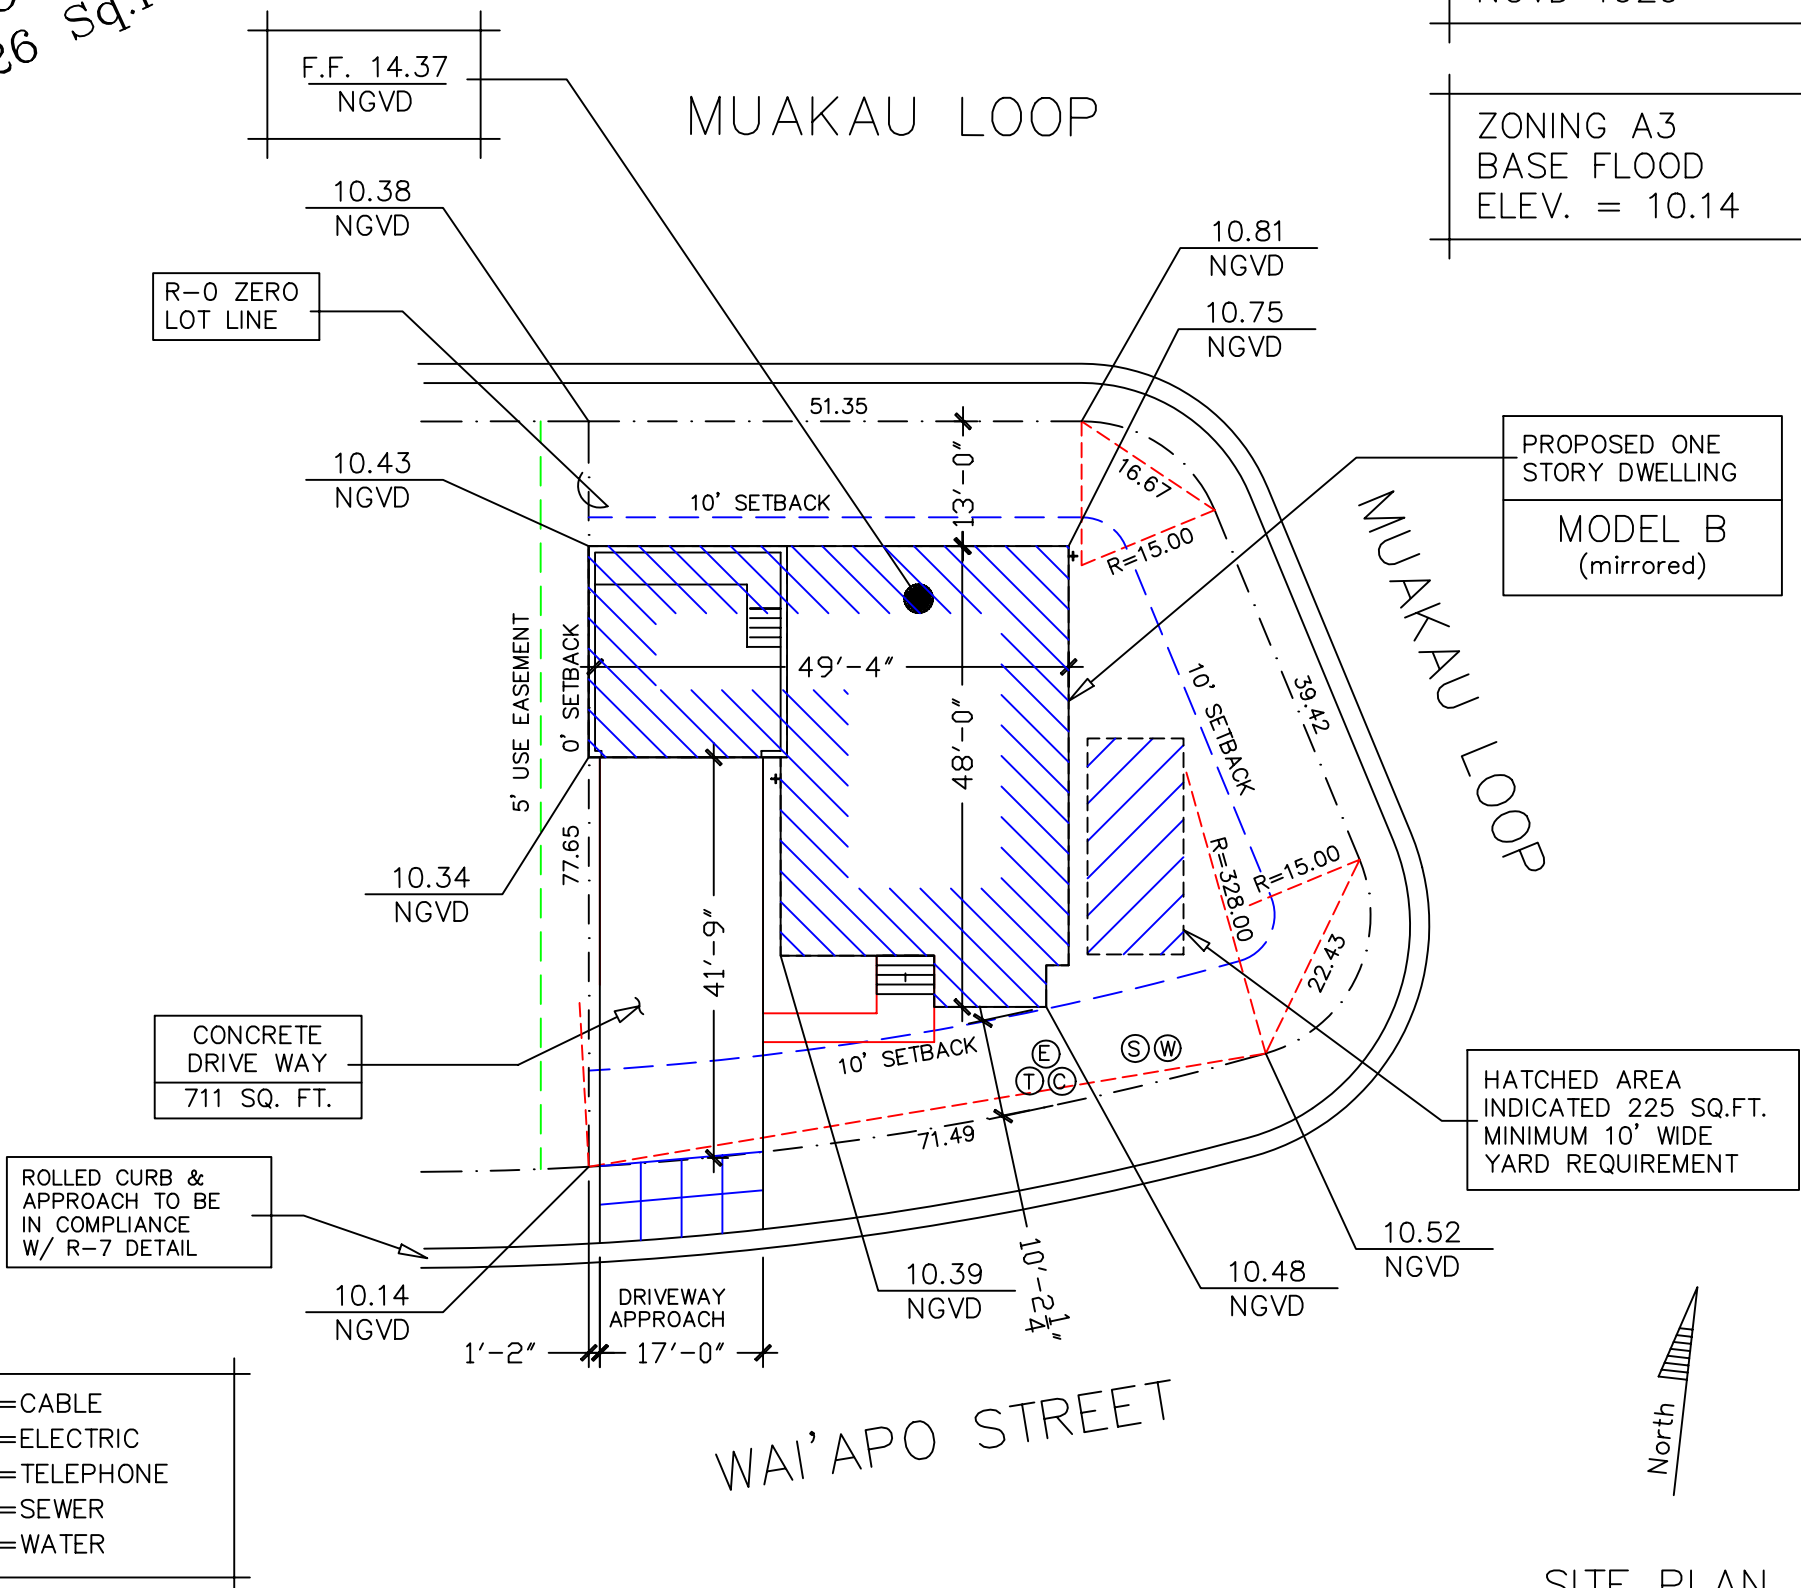 26 Sq.
F.F. 14.37
NGVD
MUAKAU LOOP
ZONING A3
BASE FLOOD
ELEV. = 10.14
10.38
NGVD
10.81
NGVD
R-0 ZERO
LOT LINE
10.75
NGVD
51.35
13'-0"
16.67
R=15.00
10.43
NGVD
10' SETBACK
PROPOSED ONE
STORY DWELLING
MODEL B
(mirrored)
MUAKAU LOOP
5' USE EASEMENT
0' SETBACK
49'-4"
48'-0"
10' SETBACK
39.42
77.65
10.34
NGVD
41'-9"
R=328.00
R=15.00
22.43
CONCRETE
DRIVE WAY
711 SQ. FT.
10' SETBACK
E
S W
T C
71.49
HATCHED AREA
INDICATED 225 SQ.FT.
MINIMUM 10' WIDE
YARD REQUIREMENT
ROLLED CURB &
APPROACH TO BE
IN COMPLIANCE
W/ R-7 DETAIL
10.52
NGVD
10.14
NGVD
DRIVEWAY
APPROACH
10.39
NGVD
10'-2 1/4"
10.48
NGVD
1'-2"
17'-0"
WAI'APO STREET
North
=CABLE
=ELECTRIC
=TELEPHONE
=SEWER
=WATER
SITE PLAN